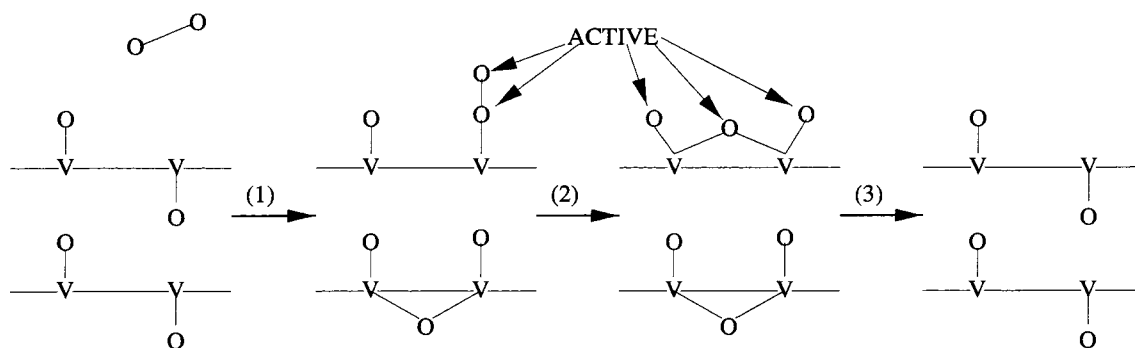 O
O ACTIVE
O
O O O O O O
O
V V V V V V V V
(1) (2) (3)
O O
O O O O O O
V V V V V V V V
O O
O O